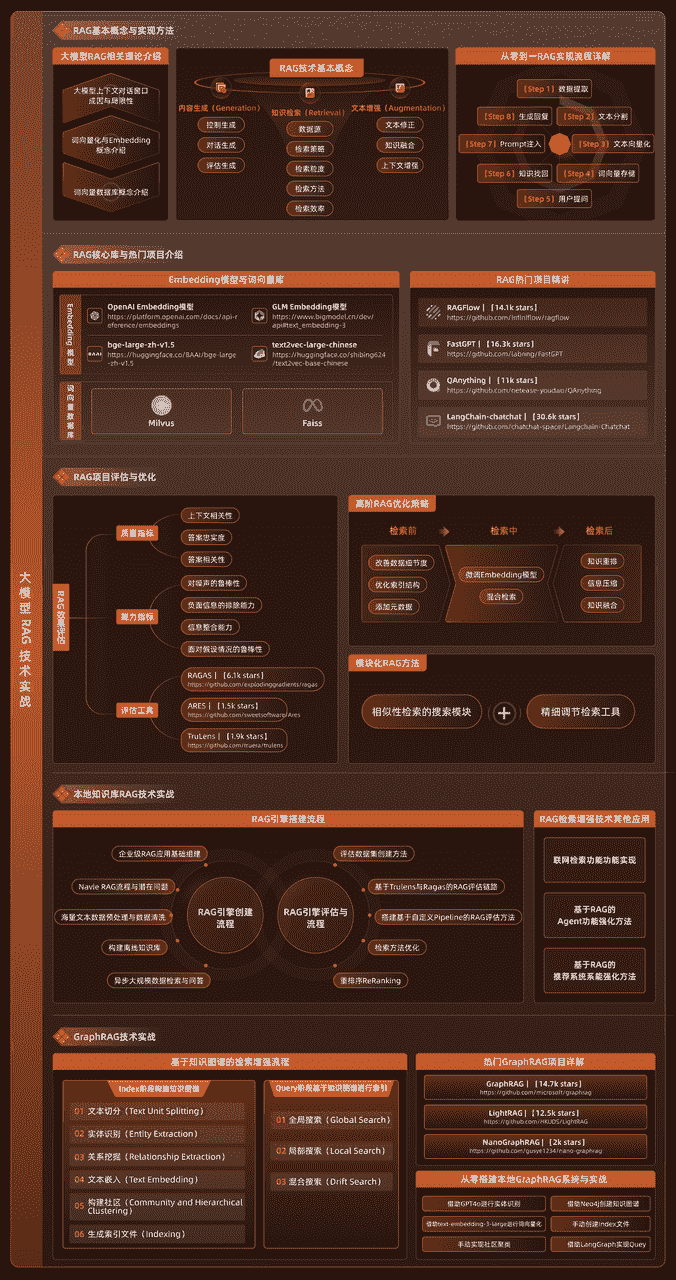 大模型 RAG 技术实战
RAG基本概念与实现方法
大模型RAG相关理论介绍
大模型上下文对话窗口
成因与局限性
词向量化与Embedding
概念介绍
词向量数据库概念介绍
RAG技术基本概念
内容生成（Generation）
控制生成
对话生成
评估生成
知识检索（Retrieval）
数据源
检索策略
检索粒度
检索方法
检索效率
文本增强（Augmentation）
文本修正
知识融合
上下文增强
从零到一RAG实现流程详解
【Step 1】数据提取
【Step 8】生成回复
【Step 2】文本分割
【Step 7】Prompt注入
【Step 3】文本向量化
【Step 6】知识找回
【Step 4】词向量存储
【Step 5】用户提问
RAG核心库与热门项目介绍
Embedding模型与词向量库
Embedding 模型
OpenAI Embedding模型
https://platform.openai.com/docs/api-r
eference/embeddings
GLM Embedding模型
https://www.bigmodel.cn/dev/
api#text_embedding-3
BAAI
bge-large-zh-v1.5
https://huggingface.co/BAAI/bge-large
-zh-v1.5
text2vec-large-chinese
https://huggingface.co/shibing624
/text2vec-base-chinese
词向量数据库
Milvus
Faiss
RAG热门项目精讲
RAGFlow |【14.1k stars】
https://github.com/infiniflow/ragflow
FastGPT |【16.3k stars】
https://github.com/labring/FastGPT
QAnything |【11k stars】
https://github.com/netease-youdao/QAnything
LangChain-chatchat |【30.6k stars】
https://github.com/chatchat-space/Langchain-Chatchat
RAG项目评估与优化
质量指标
上下文相关性
答案忠实度
答案相关性
能力指标
对噪声的鲁棒性
负面信息的排除能力
信息整合能力
面对假设情况的鲁棒性
评估工具
RAGAS |【6.1k stars】
https://github.com/explodinggradients/ragas
ARES |【1.5k stars】
https://github.com/sweetsoftware/Ares
TruLens |【1.9k stars】
https://github.com/truera/trulens
高阶RAG优化策略
检索前
检索中
检索后
改善数据细节度
优化索引结构
添加元数据
微调Embedding模型
混合检索
知识重排
信息压缩
知识融合
模块化RAG方法
相似性检索的搜索模块
精细调节检索工具
本地知识库RAG技术实战
RAG引擎搭建流程
企业级RAG应用基础组建
Navie RAG流程与潜在问题
海量文本数据预处理与数据清洗
构建离线知识库
异步大规模数据检索与问答
RAG引擎创建
流程
RAG引擎评估与
流程
评估数据集创建方法
基于Trulens与Ragas的RAG评估链路
搭建基于自定义Pipeline的RAG评估方法
检索方法优化
重排序ReRanking
RAG检索增强技术其他应用
联网检索功能功能实现
基于RAG的
Agent功能强化方法
基于RAG的
推荐系统系能强化方法
GraphRAG技术实战
基于知识图谱的检索增强流程
Index阶段构建知识图谱
01 文本切分（Text Unit Splitting）
02 实体识别（Entity Extraction）
03 关系挖掘（Relationship Extraction）
04 文本嵌入（Text Embedding）
05 构建社区（Community and Hierarchical
Clustering）
06 生成索引文件（Indexing）
Query阶段基于知识图谱进行索引
01 全局搜索（Global Search）
02 局部搜索（Local Search）
03 混合搜索（Drift Search）
热门GraphRAG项目详解
GraphRAG |【14.7k stars】
https://github.com/microsoft/graphrag
LightRAG |【12.5k stars】
https://github.com/HKUDS/LightRAG
NanoGraphRAG |【2k stars】
https://github.com/gusye1234/nano-graphrag
从零搭建本地GraphRAG系统与实战
借助GPT4o进行实体识别
借助Neo4j创建知识图谱
借助text-embedding-3-large进行词向量化
手动创建Index文件
手动实现社区聚类
借助LangGraph实现Quey